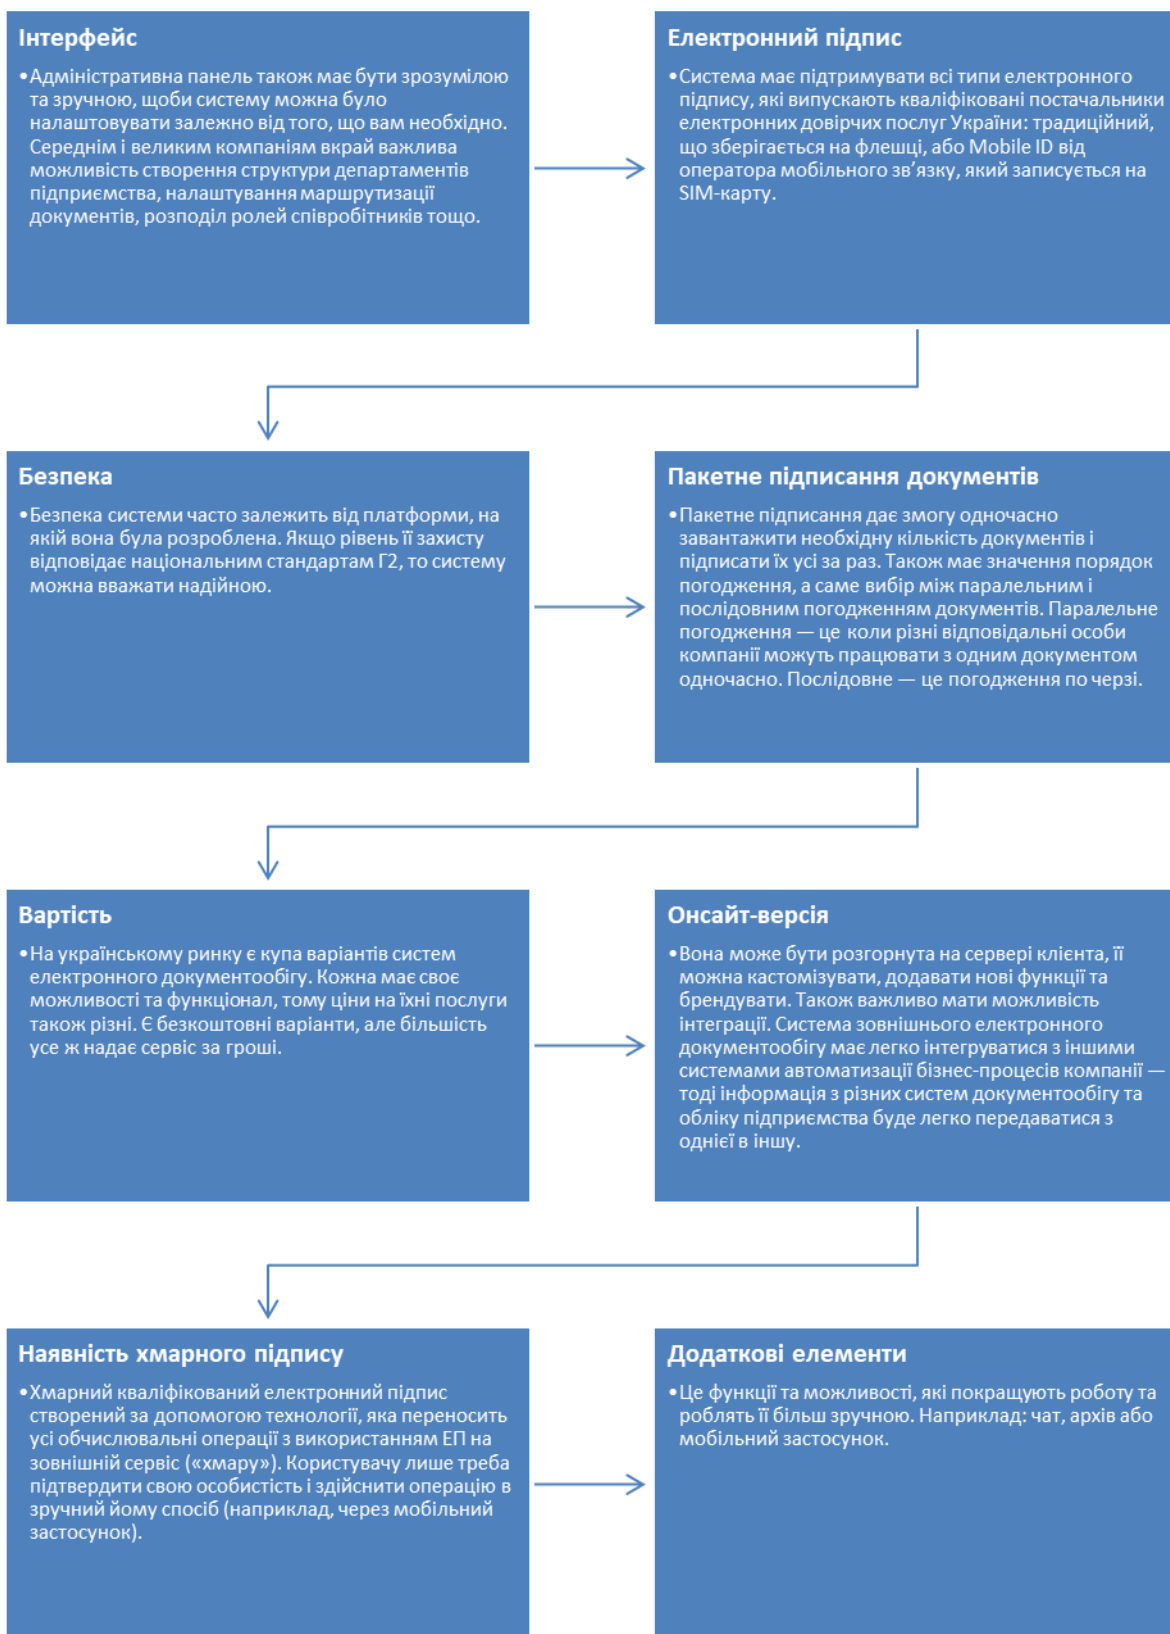 Інтерфейс
•Адміністративна панель також має бути зрозумілою
та зручною, щоби систему можна було
налаштовувати залежно від того, що вам необхідно.
Середнім і великим компаніям вкрай важлива
можливість створення структури департаментів
підприємства, налаштування маршрутизації
документів, розподіл ролей співробітників тощо.
Електронний підпис
•Система має підтримувати всі типи електронного
підпису, які випускають кваліфіковані постачальники
електронних довірчих послуг України: традиційний,
що зберігається на флешці, або Mobile ID від
оператора мобільного зв’язку, який записується на
SIM-карту.
Безпека
•Безпека системи часто залежить від платформи, на
якій вона була розроблена. Якщо рівень її захисту
відповідає національним стандартам Г2, то систему
можна вважати надійною.
Пакетне підписання документів
•Пакетне підписання дає змогу одночасно
завантажити необхідну кількість документів і
підписати їх усі за раз. Також має значення порядок
погодження, а саме вибір між паралельним і
послідовним погодженням документів. Паралельне
погодження — це коли різні відповідальні особи
компанії можуть працювати з одним документом
одночасно. Послідовне — це погодження по черзі.
Вартість
•На українському ринку є купа варіантів систем
електронного документообігу. Кожна має своє
можливості та функціонал, тому ціни на їхні послуги
також різні. Є безкоштовні варіанти, але більшість
усе ж надає сервіс за гроші.
Онсайт-версія
•Вона може бути розгорнута на сервері клієнта, її
можна кастомізувати, додавати нові функції та
брендувати. Також важливо мати можливість
інтеграції. Система зовнішнього електронного
документообігу має легко інтегруватися з іншими
системами автоматизації бізнес-процесів компанії —
тоді інформація з різних систем документообігу та
обліку підприємства буде легко передаватися з
однієї в іншу.
Наявність хмарного підпису
•Хмарний кваліфікований електронний підпис
створений за допомогою технології, яка переносить
усі обчислювальні операції з використанням ЕП на
зовнішній сервіс («хмару»). Користувачу лише треба
підтвердити свою особистість і здійснити операцію в
зручний йому спосіб (наприклад, через мобільний
застосунок).
Додаткові елементи
•Це функції та можливості, які покращують роботу та
роблять її більш зручною. Наприклад: чат, архів або
мобільний застосунок.